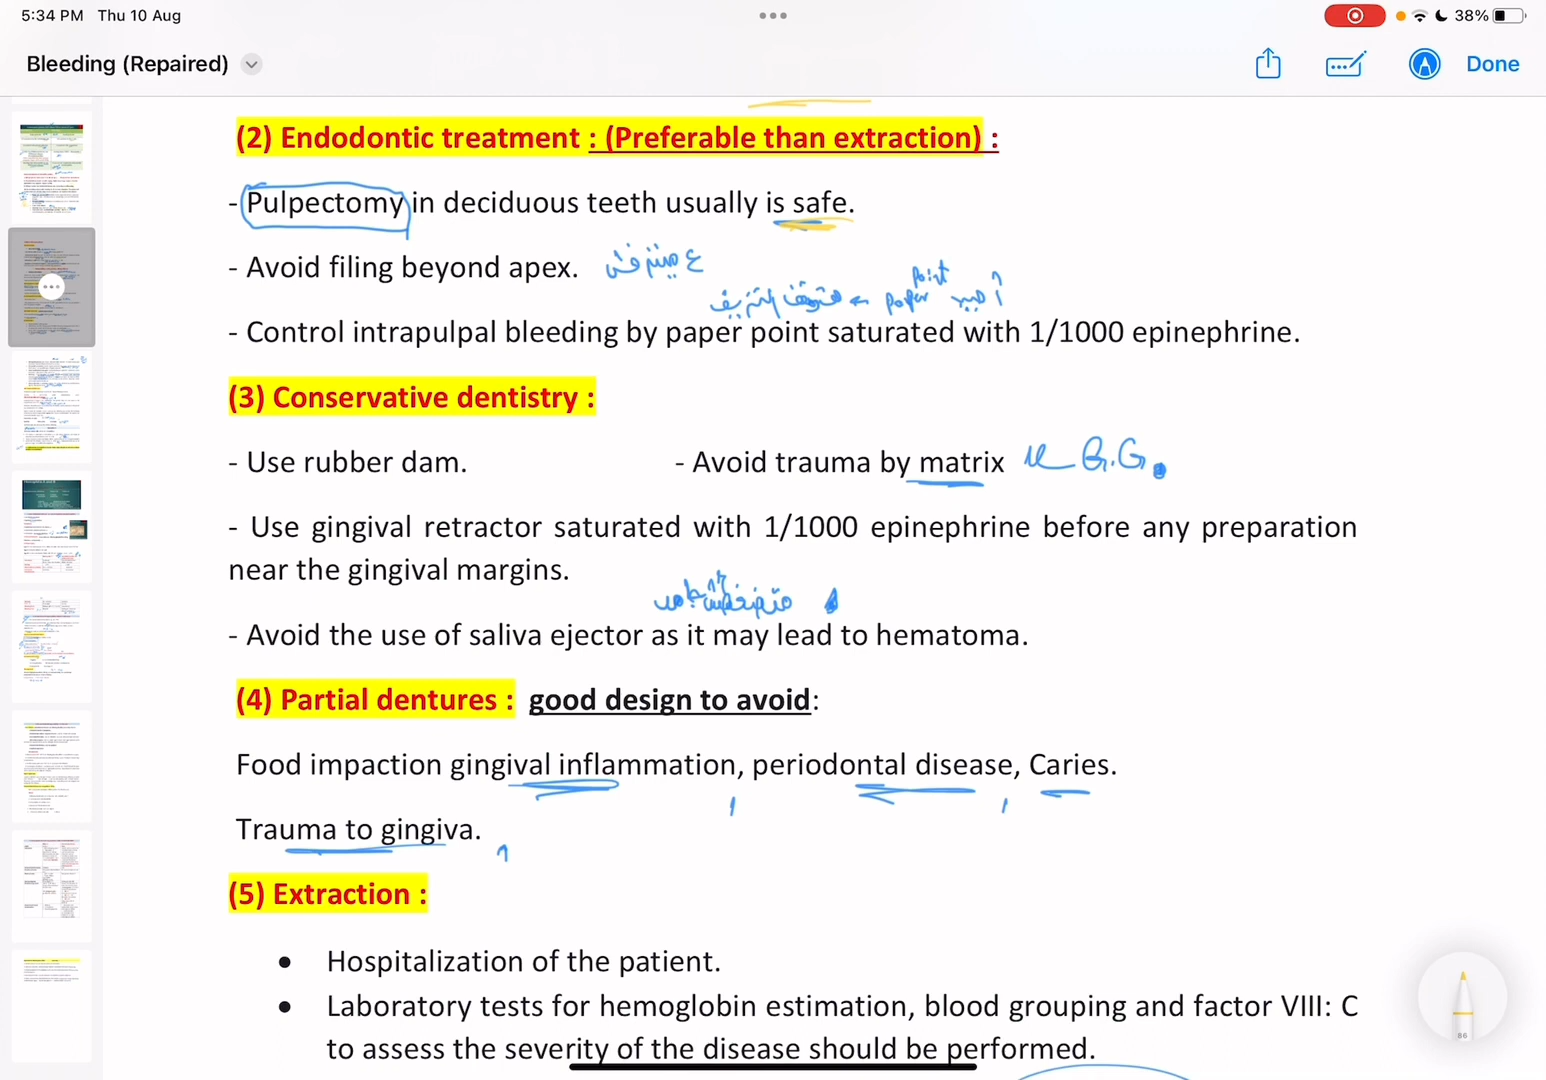 5:34 PM Thu 10 Aug
38%
Bleeding (Repaired)
Done
(2) Endodontic treatment : (Preferable than extraction) :
- Pulpectomy in deciduous teeth usually is safe.
- Avoid filing beyond apex.
point
paper
- Control intrapulpal bleeding by paper point saturated with 1/1000 epinephrine.
(3) Conservative dentistry :
- Use rubber dam. - Avoid trauma by matrix
- Use gingival retractor saturated with 1/1000 epinephrine before any preparation
near the gingival margins.
- Avoid the use of saliva ejector as it may lead to hematoma.
(4) Partial dentures : good design to avoid:
Food impaction gingival inflammation, periodontal disease, Caries.
Trauma to gingiva.
(5) Extraction :
• Hospitalization of the patient.
• Laboratory tests for hemoglobin estimation, blood grouping and factor VIII: C
to assess the severity of the disease should be performed.
86